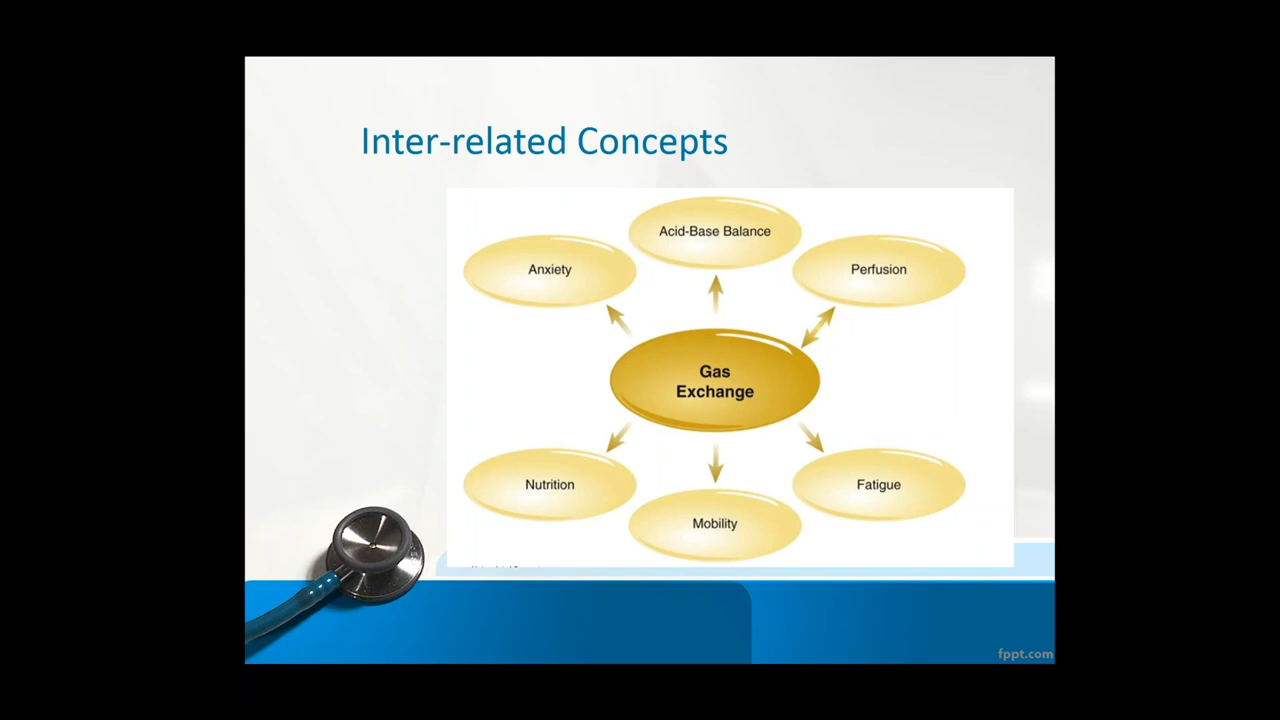 Inter-related Concepts
Acid-Base Balance
Anxiety
Perfusion
Gas
Exchange
Nutrition
Fatigue
Mobility
fppt.com